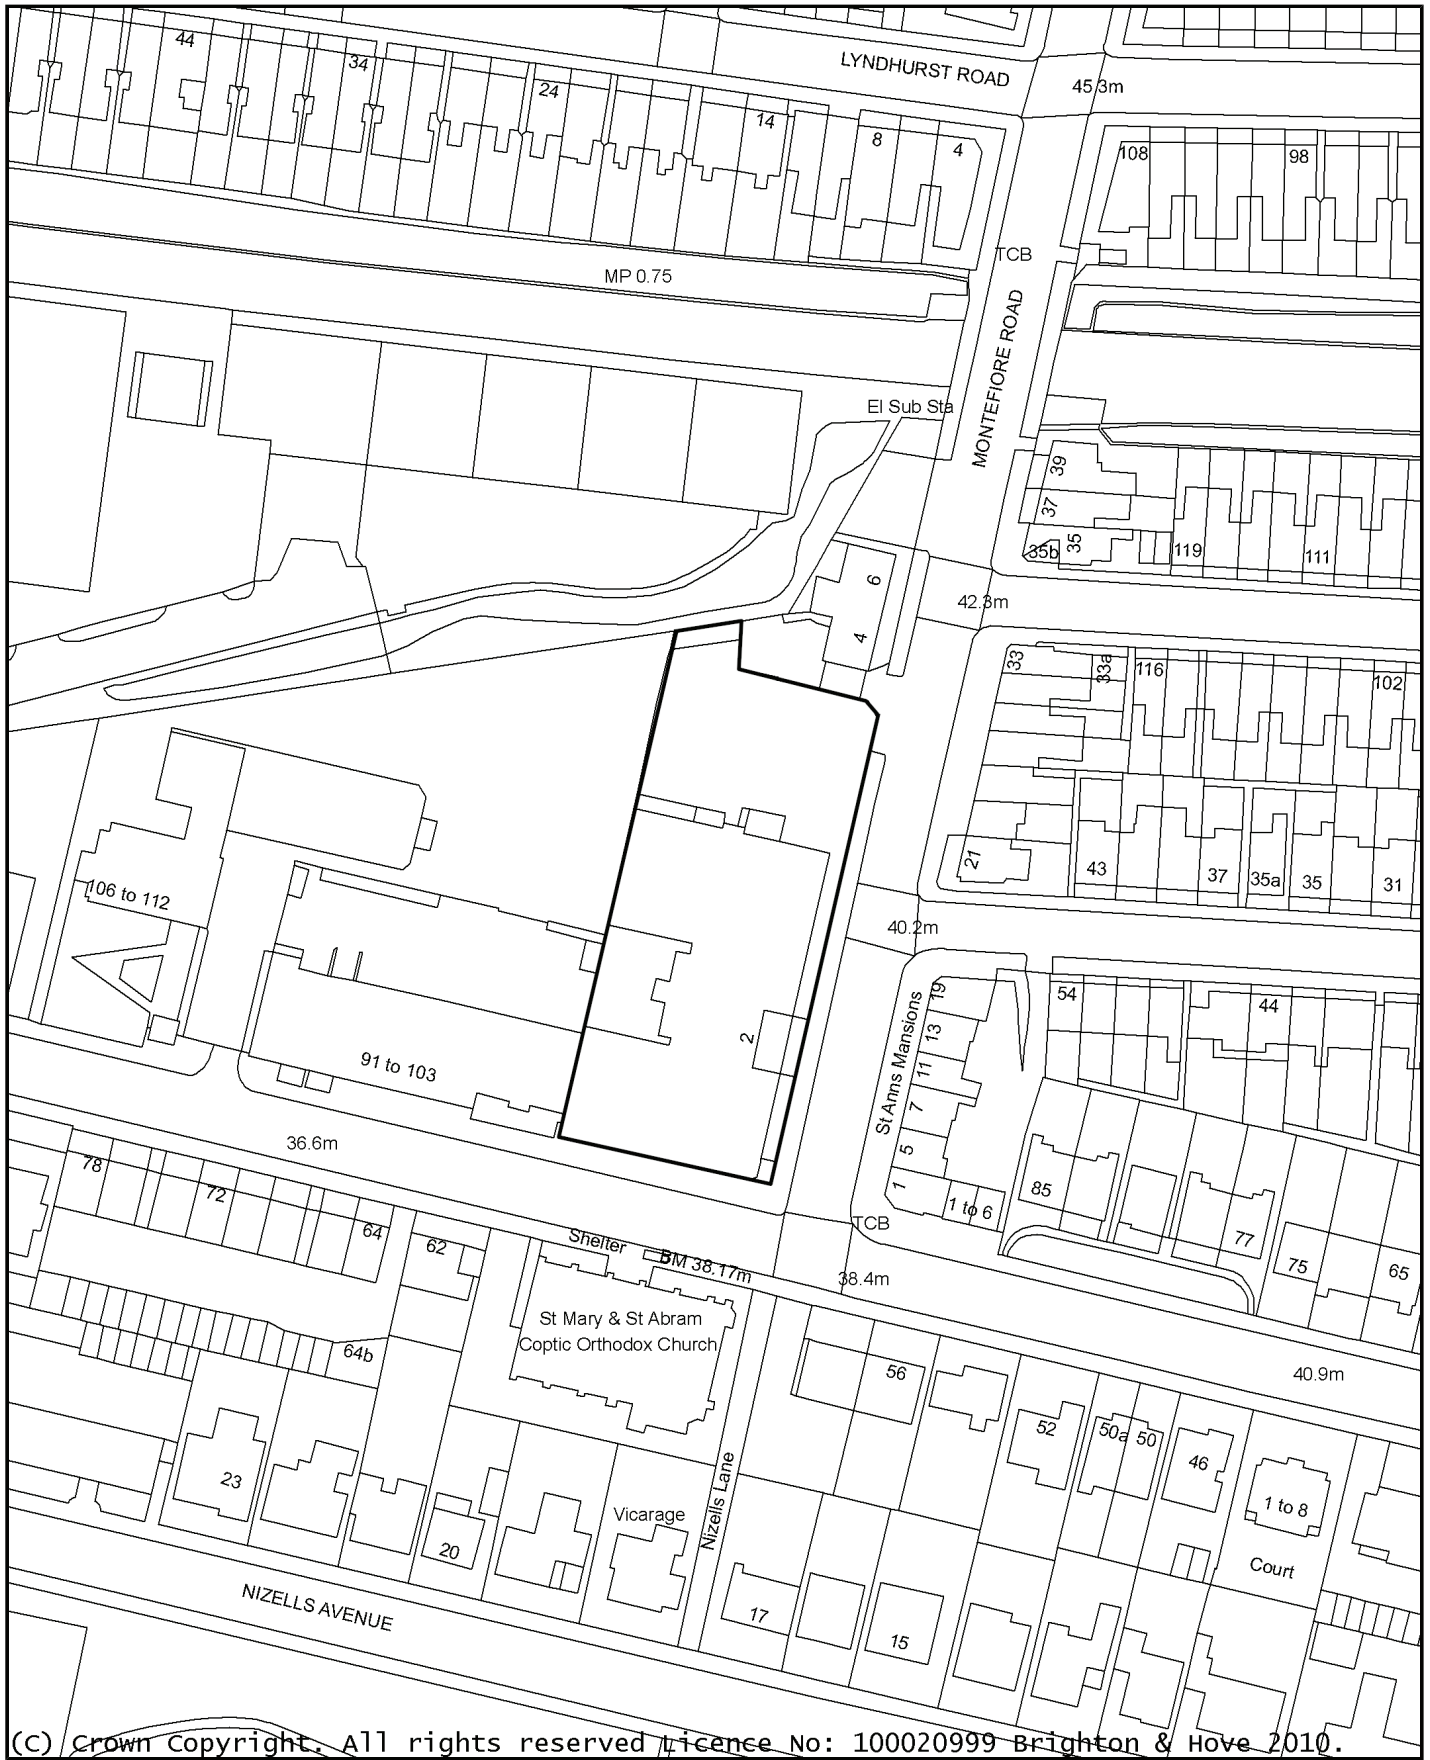 44
34
24
14
8
4
LYNDHURST ROAD
45.3m
108
98
TCB
MP 0.75
MONTEFIORE ROAD
El Sub Sta
39
37
35b
35
119
111
6
4
42.3m
33
33a
116
102
21
43
37
35a
35
31
106 to 112
40.2m
2
91 to 103
St Anns Mansions
19
13
11
7
5
1
1 to 6
54
44
85
77
75
65
36.6m
78
72
64
62
64b
Shelter
BM 38.17m
TCB
38.4m
St Mary & St Abram
Coptic Orthodox Church
56
52
50a
50
46
40.9m
1 to 8
Court
23
20
Vicarage
Nizells Lane
17
15
NIZELLS AVENUE
(c) Crown Copyright. All rights reserved Licence No: 100020999 Brighton & Hove 2010.